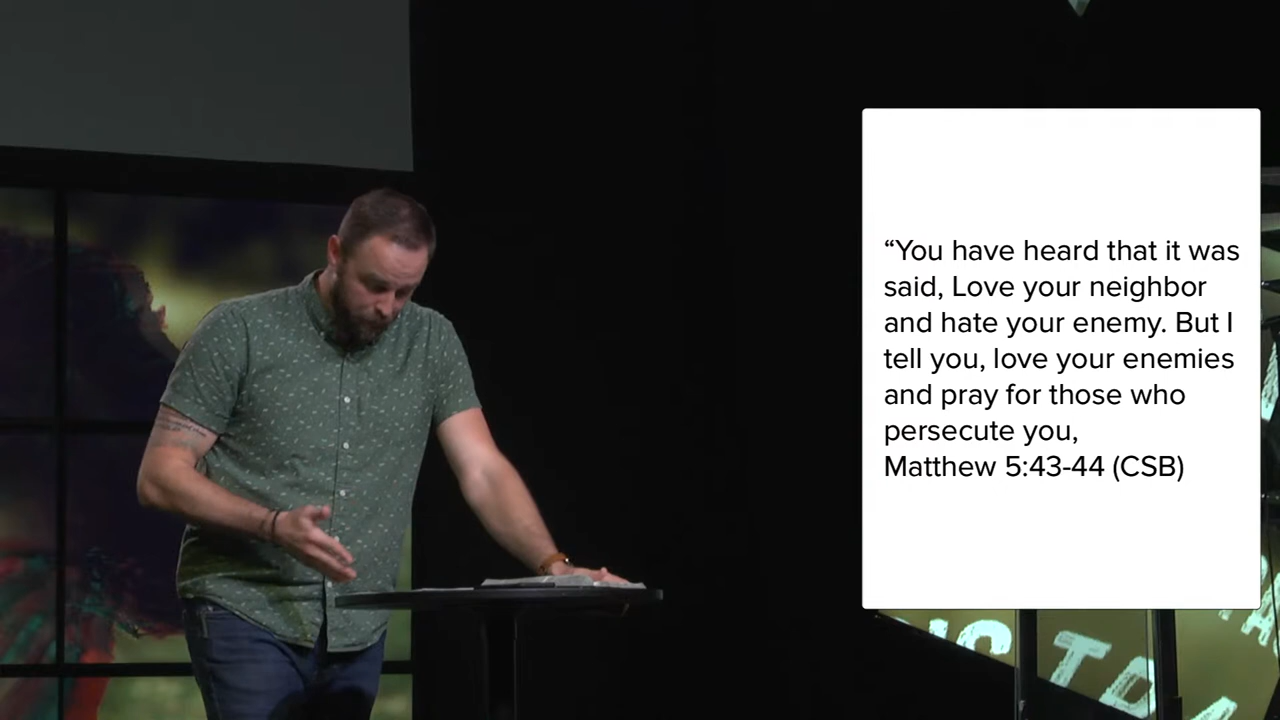 “You have heard that it was
said, Love your neighbor
and hate your enemy. But I
tell you, love your enemies
and pray for those who
persecute you,
Matthew 5:43-44 (CSB)